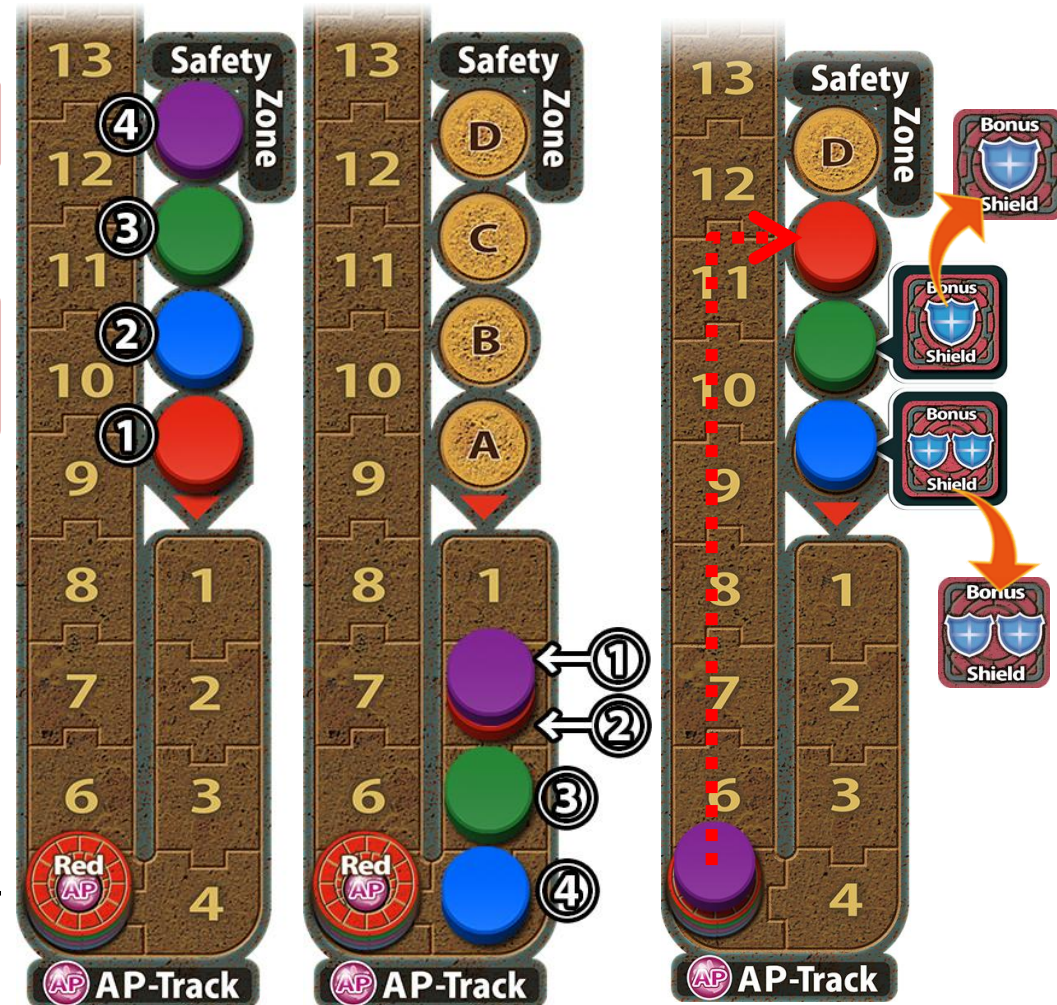 13
Safety
Zone
④
12
③
11
②
10
①
9
8
1
7
2
6
3
Red
AP
4
AP AP-Track
13
Safety
Zone
D
12
C
11
B
10
A
9
8
1
7
①
②
6
③
Red
AP
④
AP AP-Track
13
Safety
Zone
D
12
11
10
9
8
1
7
2
6
3
4
AP AP-Track
Bonus
Shield
Bonus
Shield
Bonus
Shield
Bonus
Shield